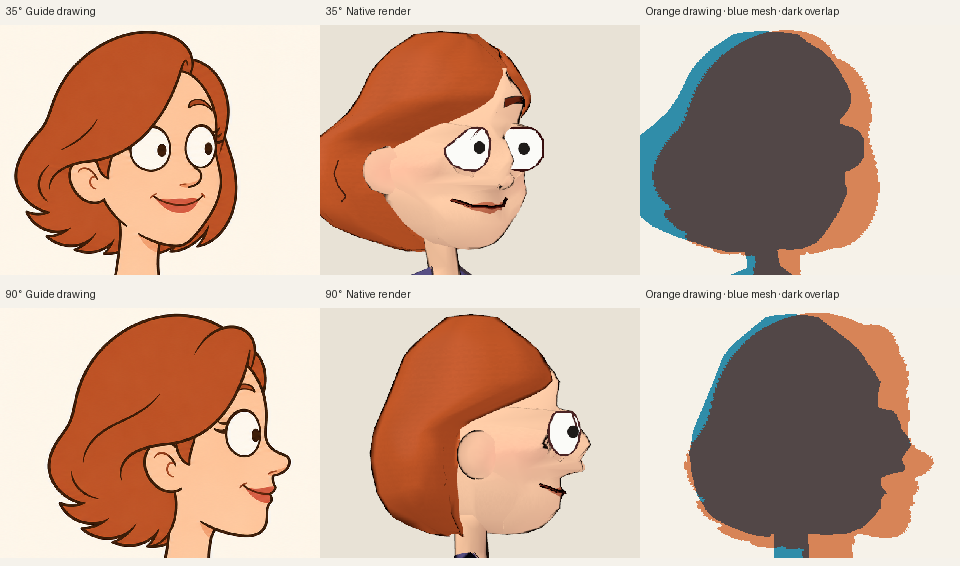 35° Guide drawing
35° Native render
Orange drawing · blue mesh · dark overlap
90° Guide drawing
90° Native render
Orange drawing · blue mesh · dark overlap